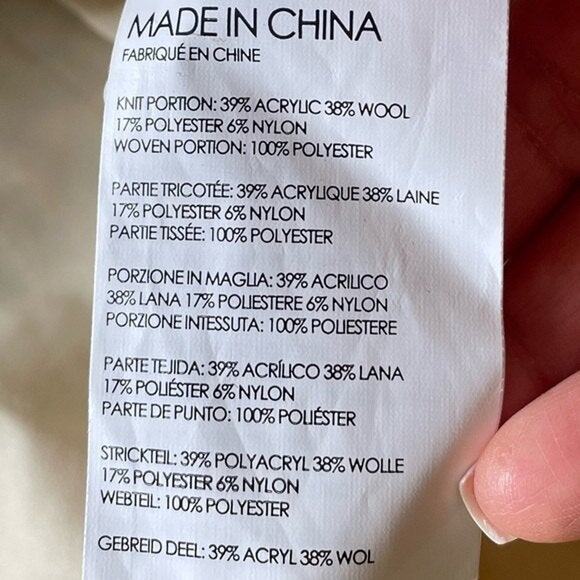 MADE IN CHINA
FABRIQUÉ EN CHINE
KNIT PORTION: 39% ACRYLIC 38% WOOL
17% POLYESTER 6% NYLON
WOVEN PORTION: 100% POLYESTER
PARTIE TRICOTÉE: 39% ACRYLIQUE 38% LAINE
17% POLYESTER 6% NYLON
PARTIE TISSÉE: 100% POLYESTER
PORZIONE IN MAGLIA: 39% ACRILICO
38% LANA 17% POLIESTERE 6% NYLON
PORZIONE INTESSUTA: 100% POLIESTERE
PARTE TEJIDA: 39% ACRÍLICO 38% LANA
17% POLIÉSTER 6% NYLON
PARTE DE PUNTO: 100% POLIÉSTER
STRICKTEIL: 39% POLYACRYL 38% WOLLE
17% POLYESTER 6% NYLON
WEBTEIL: 100% POLYESTER
GEBREID DEEL: 39% ACRYL 38% WOL